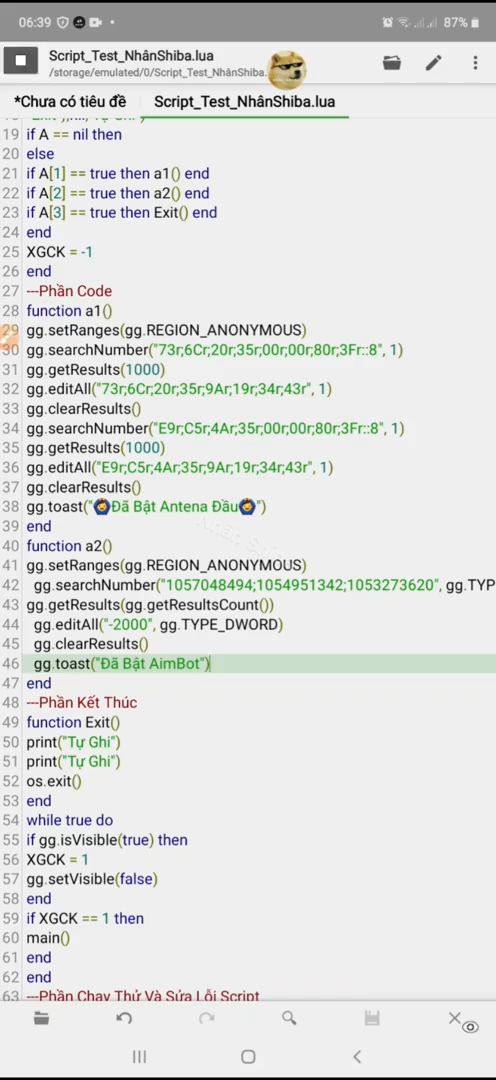 06:39
87%
Script_Test_NhânShiba.lua
/storage/emulated/0/Script_Test_NhânShiba.
*Chưa có tiêu đề Script_Test_NhânShiba.lua
19 if A == nil then
20 else
21 if A[1] == true then a1() end
22 if A[2] == true then a2() end
23 if A[3] == true then Exit() end
24 end
25 XGCK = -1
26 end
27 ---Phần Code
28 function a1()
29 gg.setRanges(gg.REGION_ANONYMOUS)
30 gg.searchNumber("73r;6Cr;20r;35r;00r;00r;80r;3Fr::8", 1)
31 gg.getResults(1000)
32 gg.editAll("73r;6Cr;20r;35r;9Ar;19r;34r;43r", 1)
33 gg.clearResults()
34 gg.searchNumber("E9r;C5r;4Ar;35r;00r;00r;80r;3Fr::8", 1)
35 gg.getResults(1000)
36 gg.editAll("E9r;C5r;4Ar;35r;9Ar;19r;34r;43r", 1)
37 gg.clearResults()
38 gg.toast("🙆Đã Bật Antena Đầu🙆")
39 end
40 function a2()
41 gg.setRanges(gg.REGION_ANONYMOUS)
42 gg.searchNumber("1057048494;1054951342;1053273620", gg.TYP
43 gg.getResults(gg.getResultsCount())
44 gg.editAll("-2000", gg.TYPE_DWORD)
45 gg.clearResults()
46 gg.toast("Đã Bật AimBot")
47 end
48 ---Phần Kết Thúc
49 function Exit()
50 print("Tự Ghi")
51 print("Tự Ghi")
52 os.exit()
53 end
54 while true do
55 if gg.isVisible(true) then
56 XGCK = 1
57 gg.setVisible(false)
58 end
59 if XGCK == 1 then
60 main()
61 end
62 end
63 ---Phần Chạy Thử Và Sửa Lỗi Script